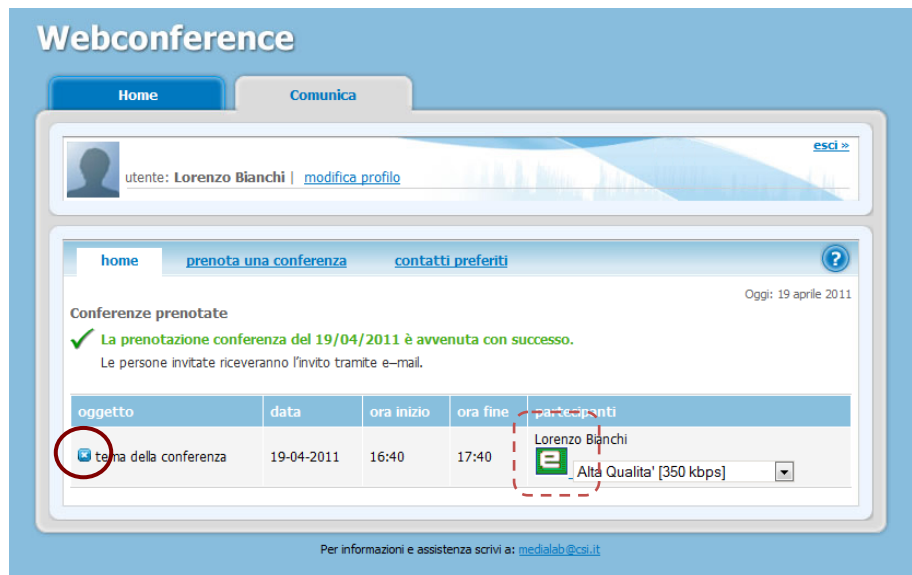 Webconference
Home Comunica
esci »
utente: Lorenzo Bianchi | modifica profilo
home prenota una conferenza contatti preferiti ?
Oggi: 19 aprile 2011
Conferenze prenotate
La prenotazione conferenza del 19/04/2011 è avvenuta con successo.
Le persone invitate riceveranno l'invito tramite e–mail.
oggetto data ora inizio ora fine partecipanti
Lorenzo Bianchi
tema della conferenza 19-04-2011 16:40 17:40 e Alta Qualita' [350 kbps]
Per informazioni e assistenza scrivi a: medialab@csi.it